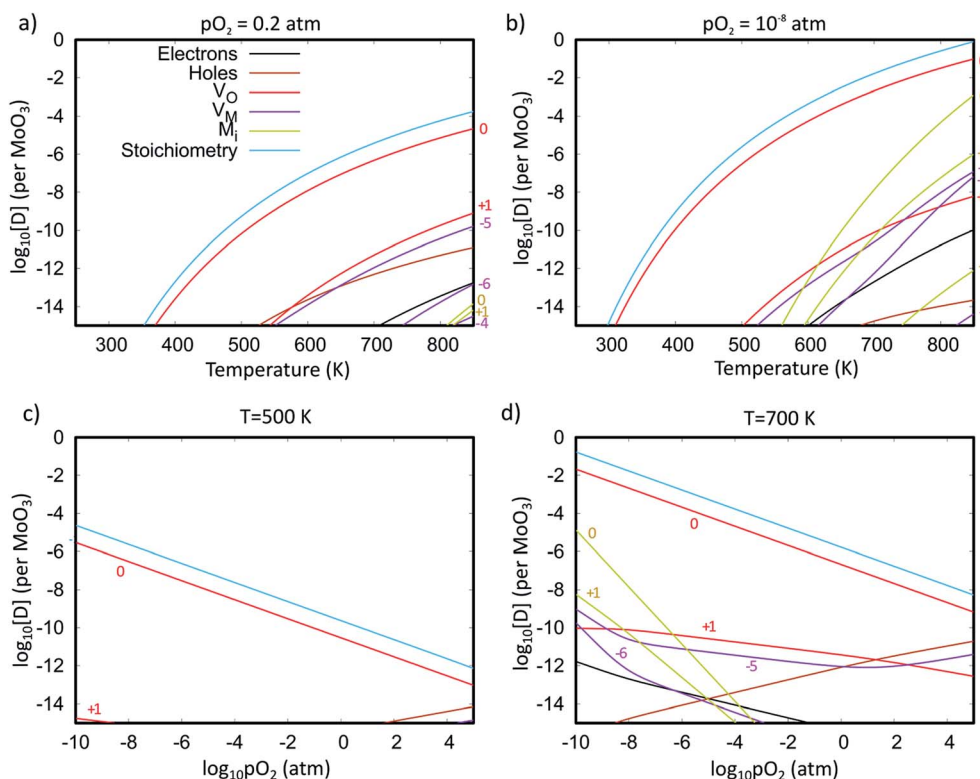 a)
pO2 = 0.2 atm
0
-2
-4
-6
-8
-10
-12
-14
log10[D] (per MoO3)
Electrons
Holes
VO
VM
Mi
Stoichiometry
0
+1
-5
-6
0
+1
-4
300 400 500 600 700 800
Temperature (K)
b)
pO2 = 10-8 atm
0
-2
-4
-6
-8
-10
-12
-14
log10[D] (per MoO3)
300 400 500 600 700 800
Temperature (K)
c)
T=500 K
0
-2
-4
-6
-8
-10
-12
-14
log10[D] (per MoO3)
0
+1
-10 -8 -6 -4 -2 0 2 4
log10pO2 (atm)
d)
T=700 K
0
-2
-4
-6
-8
-10
-12
-14
log10[D] (per MoO3)
0
0
+1
+1
-6
-5
-10 -8 -6 -4 -2 0 2 4
log10pO2 (atm)